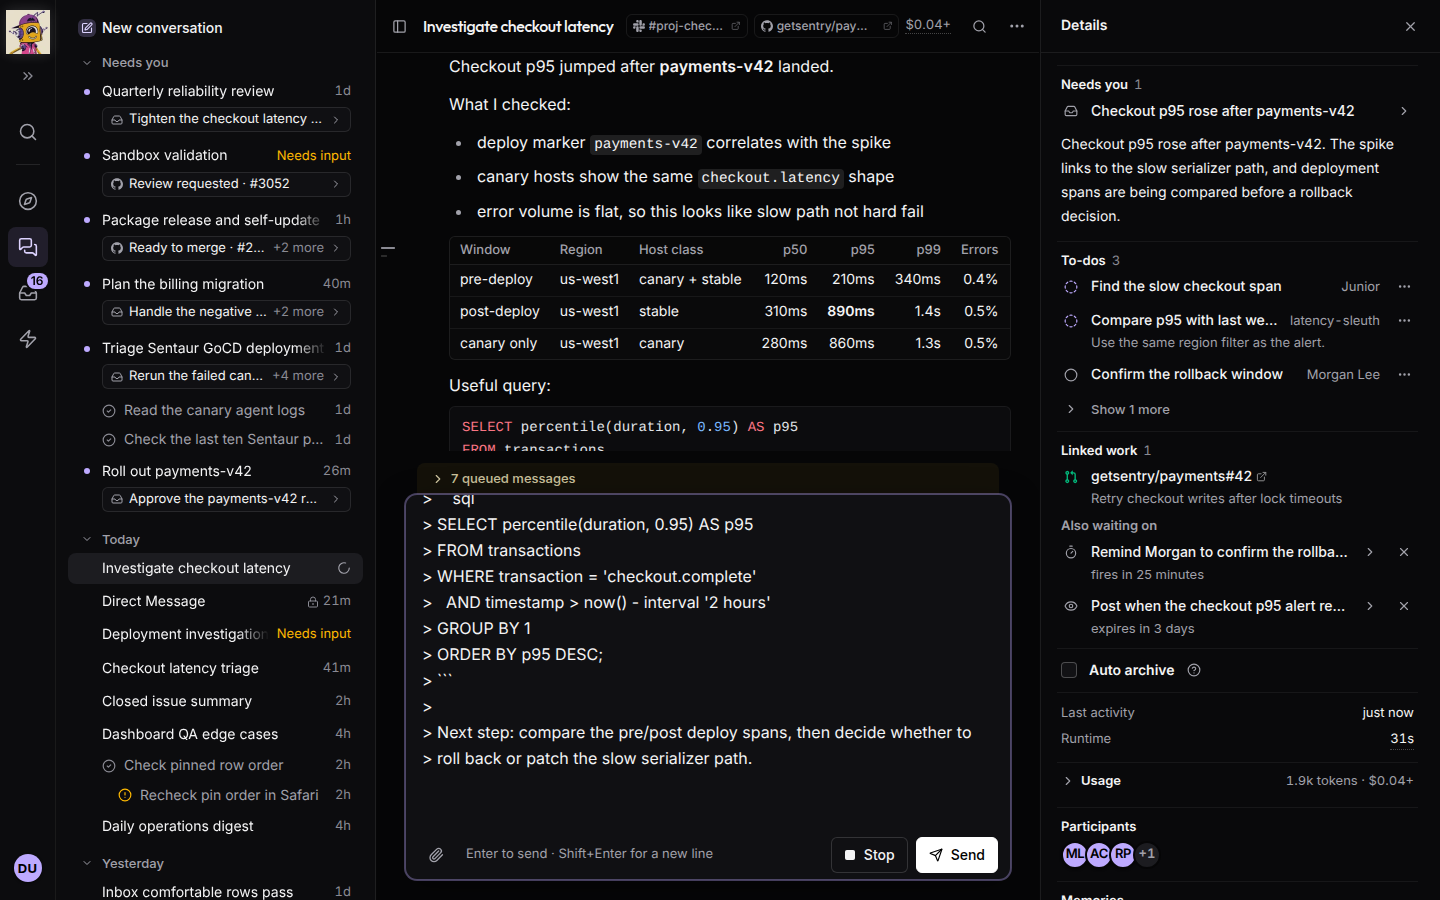 New conversation
Needs you
Quarterly reliability review 1d
Tighten the checkout latency ...
Sandbox validation Needs input
Review requested · #3052
Package release and self-update 1h
Ready to merge · #2... +2 more
Plan the billing migration 40m
Handle the negative ... +2 more
Triage Sentaur GoCD deployment 1d
Rerun the failed can... +4 more
Read the canary agent logs 1d
Check the last ten Sentaur p... 1d
Roll out payments-v42 26m
Approve the payments-v42 r...
Today
Investigate checkout latency
Direct Message 21m
Deployment investigation Needs input
Checkout latency triage 41m
Closed issue summary 2h
Dashboard QA edge cases 4h
Check pinned row order 2h
Recheck pin order in Safari 2h
Daily operations digest 4h
Yesterday
Inbox comfortable rows pass 1d
16
DU
Investigate checkout latency #proj-chec... getsentry/pay... $0.04+
Checkout p95 jumped after payments-v42 landed.
What I checked:
• deploy marker payments-v42 correlates with the spike
• canary hosts show the same checkout.latency shape
• error volume is flat, so this looks like slow path not hard fail
Window Region Host class p50 p95 p99 Errors
pre-deploy us-west1 canary + stable 120ms 210ms 340ms 0.4%
post-deploy us-west1 stable 310ms 890ms 1.4s 0.5%
canary only us-west1 canary 280ms 860ms 1.3s 0.5%
Useful query:
SELECT percentile(duration, 0.95) AS p95
FROM transactions
7 queued messages
> ```sql
> SELECT percentile(duration, 0.95) AS p95
> FROM transactions
> WHERE transaction = 'checkout.complete'
>   AND timestamp > now() - interval '2 hours'
> GROUP BY 1
> ORDER BY p95 DESC;
> ```
>
> Next step: compare the pre/post deploy spans, then decide whether to
> roll back or patch the slow serializer path.
Enter to send · Shift+Enter for a new line
Stop
Send
Details
Needs you 1
Checkout p95 rose after payments-v42
Checkout p95 rose after payments-v42. The spike
links to the slow serializer path, and deployment
spans are being compared before a rollback
decision.
To-dos 3
Find the slow checkout span Junior
Compare p95 with last we... latency-sleuth
Use the same region filter as the alert.
Confirm the rollback window Morgan Lee
Show 1 more
Linked work 1
getsentry/payments#42
Retry checkout writes after lock timeouts
Also waiting on
Remind Morgan to confirm the rollba...
fires in 25 minutes
Post when the checkout p95 alert re...
expires in 3 days
Auto archive
Last activity just now
Runtime 31s
Usage 1.9k tokens · $0.04+
Participants
ML AC RP +1
Memories